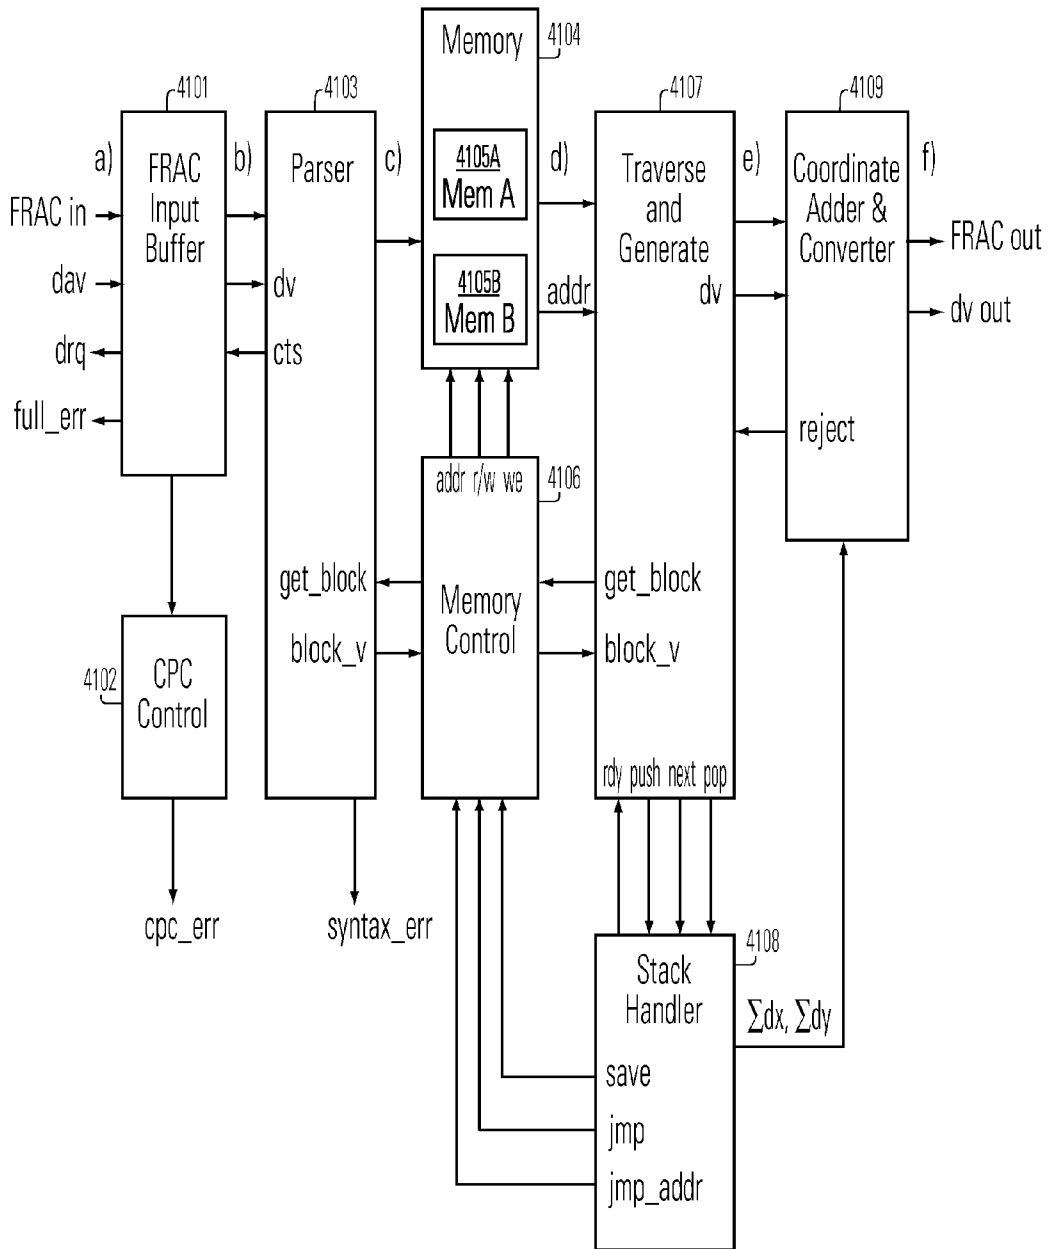 4101
4103
Memory
4104
4107
4109
a)
FRAC
Input
Buffer
b)
Parser
c)
4105A
Mem A
d)
Traverse
and
Generate
e)
Coordinate
Adder &
Converter
f)
FRAC in
FRAC out
dav
dv
4105B
Mem B
addr
dv
dv out
drq
cts
full_err
reject
addr r/w we
4106
get_block
Memory
Control
get_block
block_v
block_v
4102
CPC
Control
rdy push next pop
cpc_err
syntax_err
4108
Stack
Handler
∑dx, ∑dy
save
jmp
jmp_addr